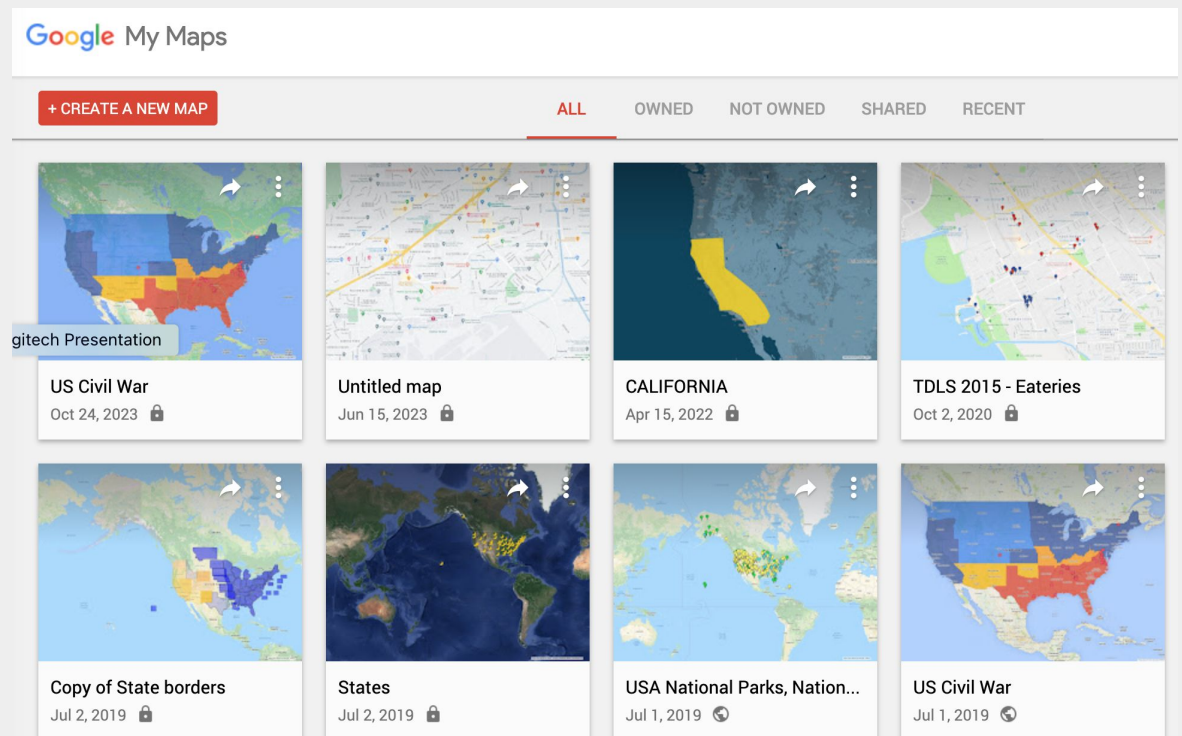 Google My Maps
+ CREATE A NEW MAP
ALL
OWNED
NOT OWNED
SHARED
RECENT
gitech Presentation
US Civil War
Oct 24, 2023
Untitled map
Jun 15, 2023
CALIFORNIA
Apr 15, 2022
TDLS 2015 - Eateries
Oct 2, 2020
Copy of State borders
Jul 2, 2019
States
Jul 2, 2019
USA National Parks, Nation...
Jul 1, 2019
US Civil War
Jul 1, 2019